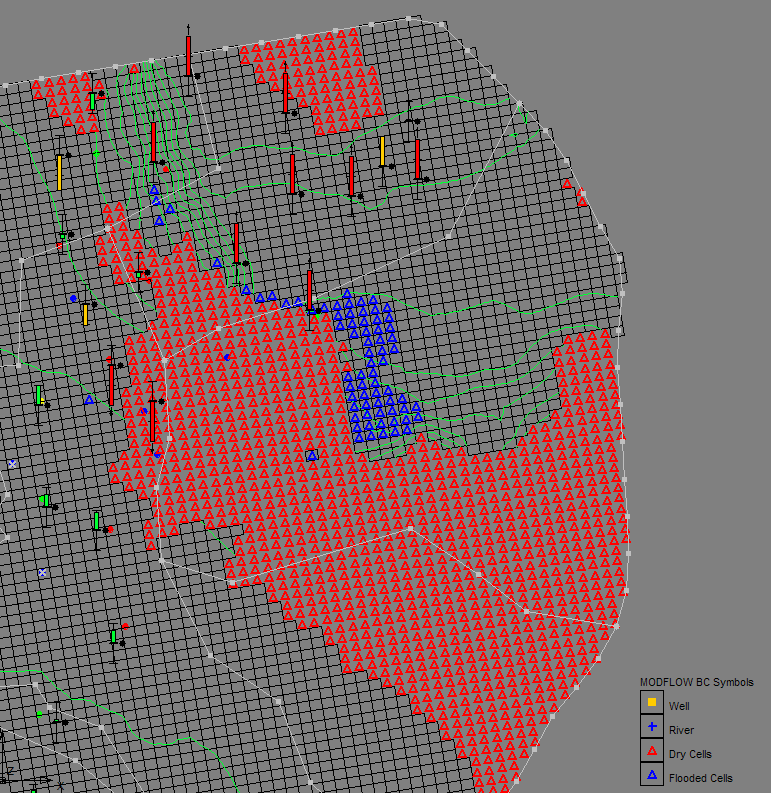 MODFLOW BC Symbols
Well
River
Dry Cells
Flooded Cells
Z
X